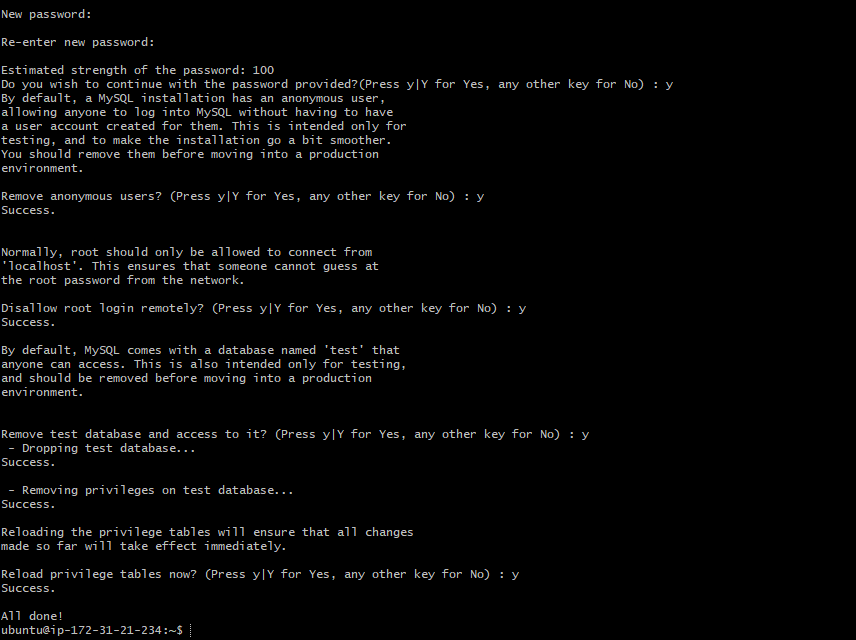 New password:
Re-enter new password:
Estimated strength of the password: 100
Do you wish to continue with the password provided?(Press y|Y for Yes, any other key for No) : y
By default, a MySQL installation has an anonymous user,
allowing anyone to log into MySQL without having to have
a user account created for them. This is intended only for
testing, and to make the installation go a bit smoother.
You should remove them before moving into a production
environment.
Remove anonymous users? (Press y|Y for Yes, any other key for No) : y
Success.
Normally, root should only be allowed to connect from
'localhost'. This ensures that someone cannot guess at
the root password from the network.
Disallow root login remotely? (Press y|Y for Yes, any other key for No) : y
Success.
By default, MySQL comes with a database named 'test' that
anyone can access. This is also intended only for testing,
and should be removed before moving into a production
environment.
Remove test database and access to it? (Press y|Y for Yes, any other key for No) : y
 - Dropping test database...
Success.
 - Removing privileges on test database...
Success.
Reloading the privilege tables will ensure that all changes
made so far will take effect immediately.
Reload privilege tables now? (Press y|Y for Yes, any other key for No) : y
Success.
All done!
ubuntu@ip-172-31-21-234:~$